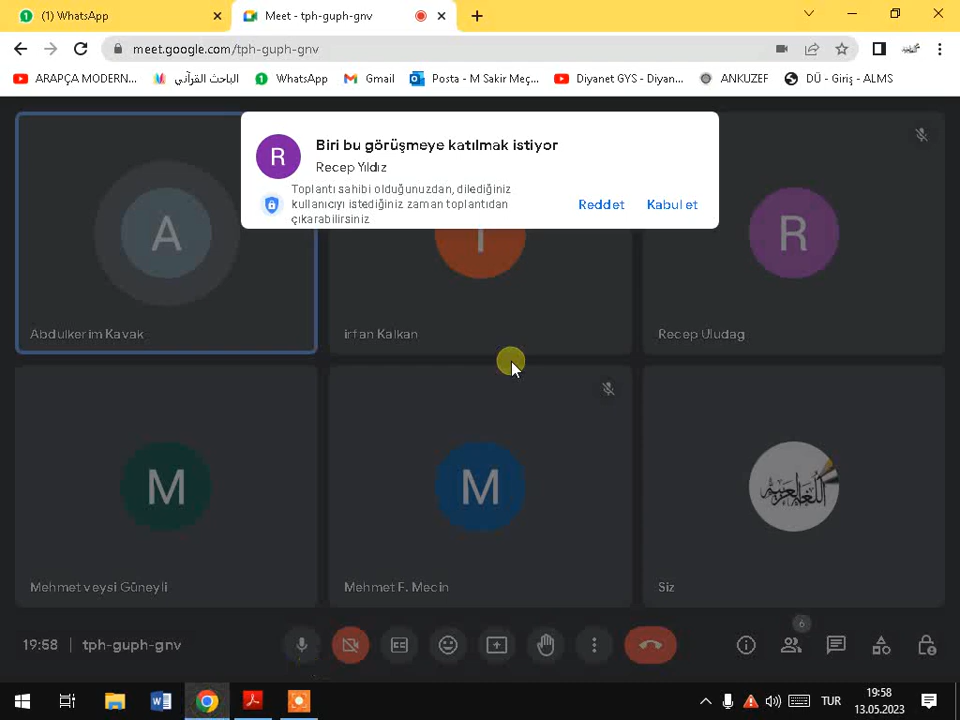 (1) WhatsApp
Meet - tph-guph-gnv
meet.google.com/tph-guph-gnv
ARAPÇA MODERN...
الباحث القرآني
WhatsApp
Gmail
Posta - M Sakir Meç...
Diyanet GYS - Diyan...
ANKUZEF
DÜ - Giriş - ALMS
R
Biri bu görüşmeye katılmak istiyor
Recep Yıldız
Toplantı sahibi olduğunuzdan, dilediğiniz
kullanıcıyı istediğiniz zaman toplantıdan
çıkarabilirsiniz
Reddet
Kabul et
A
R
Abdulkerim Kavak
irfan Kalkan
Recep Uludag
M
M
اللغة العربية
Mehmet veysi Güneyli
Mehmet F. Mecin
Siz
19:58 | tph-guph-gnv
6
TUR
19:58
13.05.2023